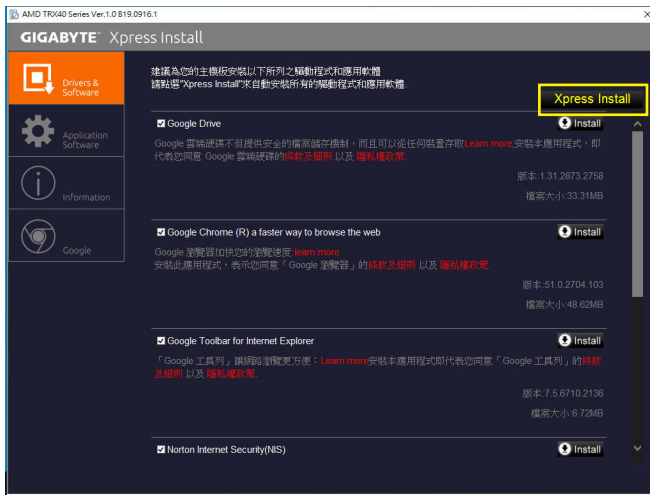 AMD TRX40 Series Ver.1.0 B19.0916.1
GIGABYTE™ Xpress Install
Drivers &
Software
Application
Software
Information
Google
建議為您的主機板安裝以下所列之驅動程式和應用軟體
請點選"Xpress Install"來自動安裝所有的驅動程式和應用軟體.
Xpress Install
Google Drive
Install
Google 雲端硬碟不但提供安全的檔案儲存機制，而且可以從任何裝置存取Learn more,安裝本應用程式，即
代表您同意 Google 雲端硬碟的條款及細則 以及 隱私權政策.
版本:1.31.2873.2758
檔案大小:33.31MB
Google Chrome (R) a faster way to browse the web
Install
Google 瀏覽器加快您的瀏覽速度 learn more
安裝此應用程式，表示您同意「Google 瀏覽器」的條款及細則 以及 隱私權政策.
版本:51.0.2704.103
檔案大小:48.62MB
Google Toolbar for Internet Explorer
Install
「Google 工具列」讓網路瀏覽更方便：Learn more安裝本應用程式即代表您同意「Google 工具列」的條款
及細則 以及 隱私權政策.
版本:7.5.6710.2136
檔案大小:6.72MB
Norton Internet Security(NIS)
Install